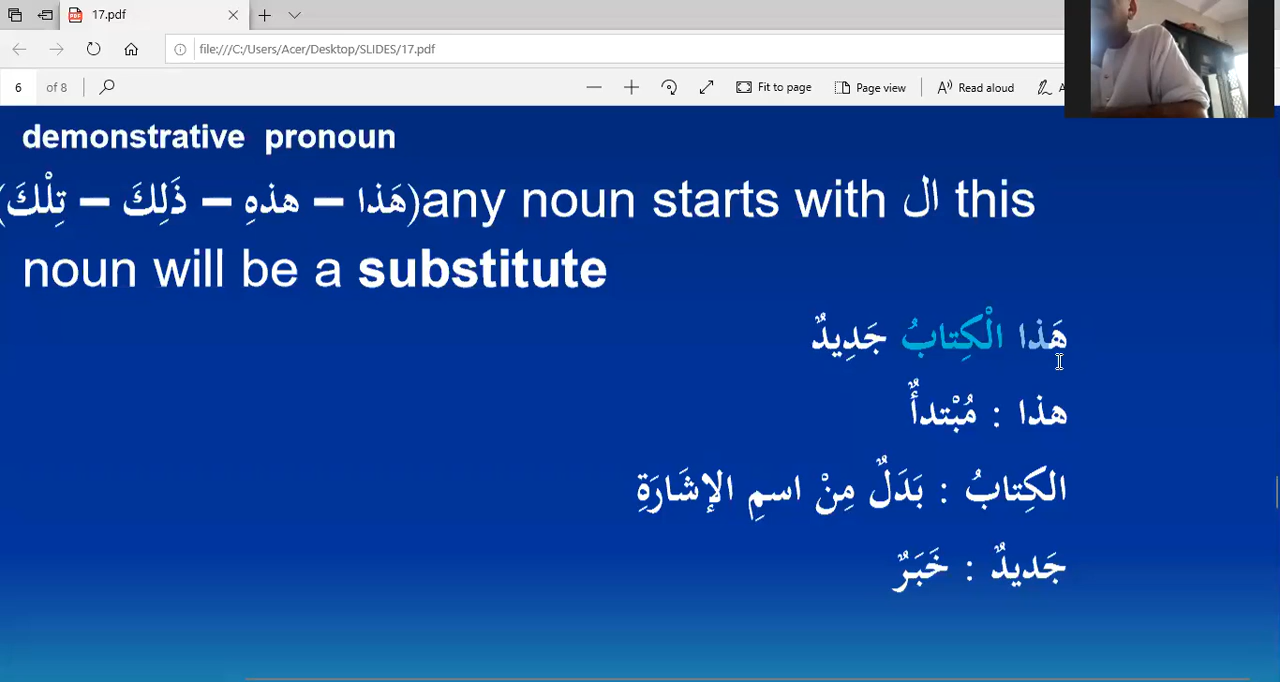 17.pdf
file:///C:/Users/Acer/Desktop/SLIDES/17.pdf
6 of 8 Fit to page Page view Read aloud
demonstrative pronoun
(هَذا – هذهِ – ذَلِكَ – تِلْكَ)any noun starts with ال this
noun will be a substitute
هَذا الْكِتابُ جَدِيدٌ
هذا : مُبْتدأٌ
الكِتابُ : بَدَلٌ مِنْ اسمِ الإشَارَةِ
جَديدٌ : خَبَرٌ